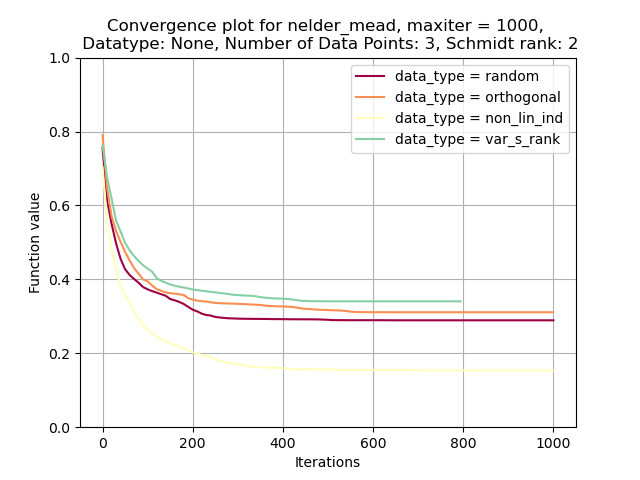 Convergence plot for nelder_mead, maxiter = 1000,
Datatype: None, Number of Data Points: 3, Schmidt rank: 2
data_type = random
data_type = orthogonal
data_type = non_lin_ind
data_type = var_s_rank
Function value
1.0
0.8
0.6
0.4
0.2
0.0
0 200 400 600 800 1000
Iterations